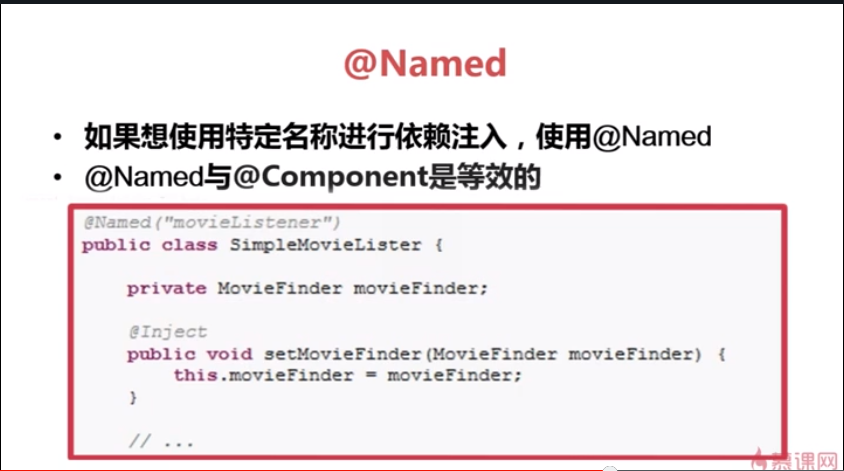 @Named
• 如果想使用特定名称进行依赖注入，使用@Named
• @Named与@Component是等效的
@Named("movieListener")
public class SimpleMovieLister {
private MovieFinder movieFinder;
@Inject
public void setMovieFinder(MovieFinder movieFinder) {
this.movieFinder = movieFinder;
}
// ...
慕课网